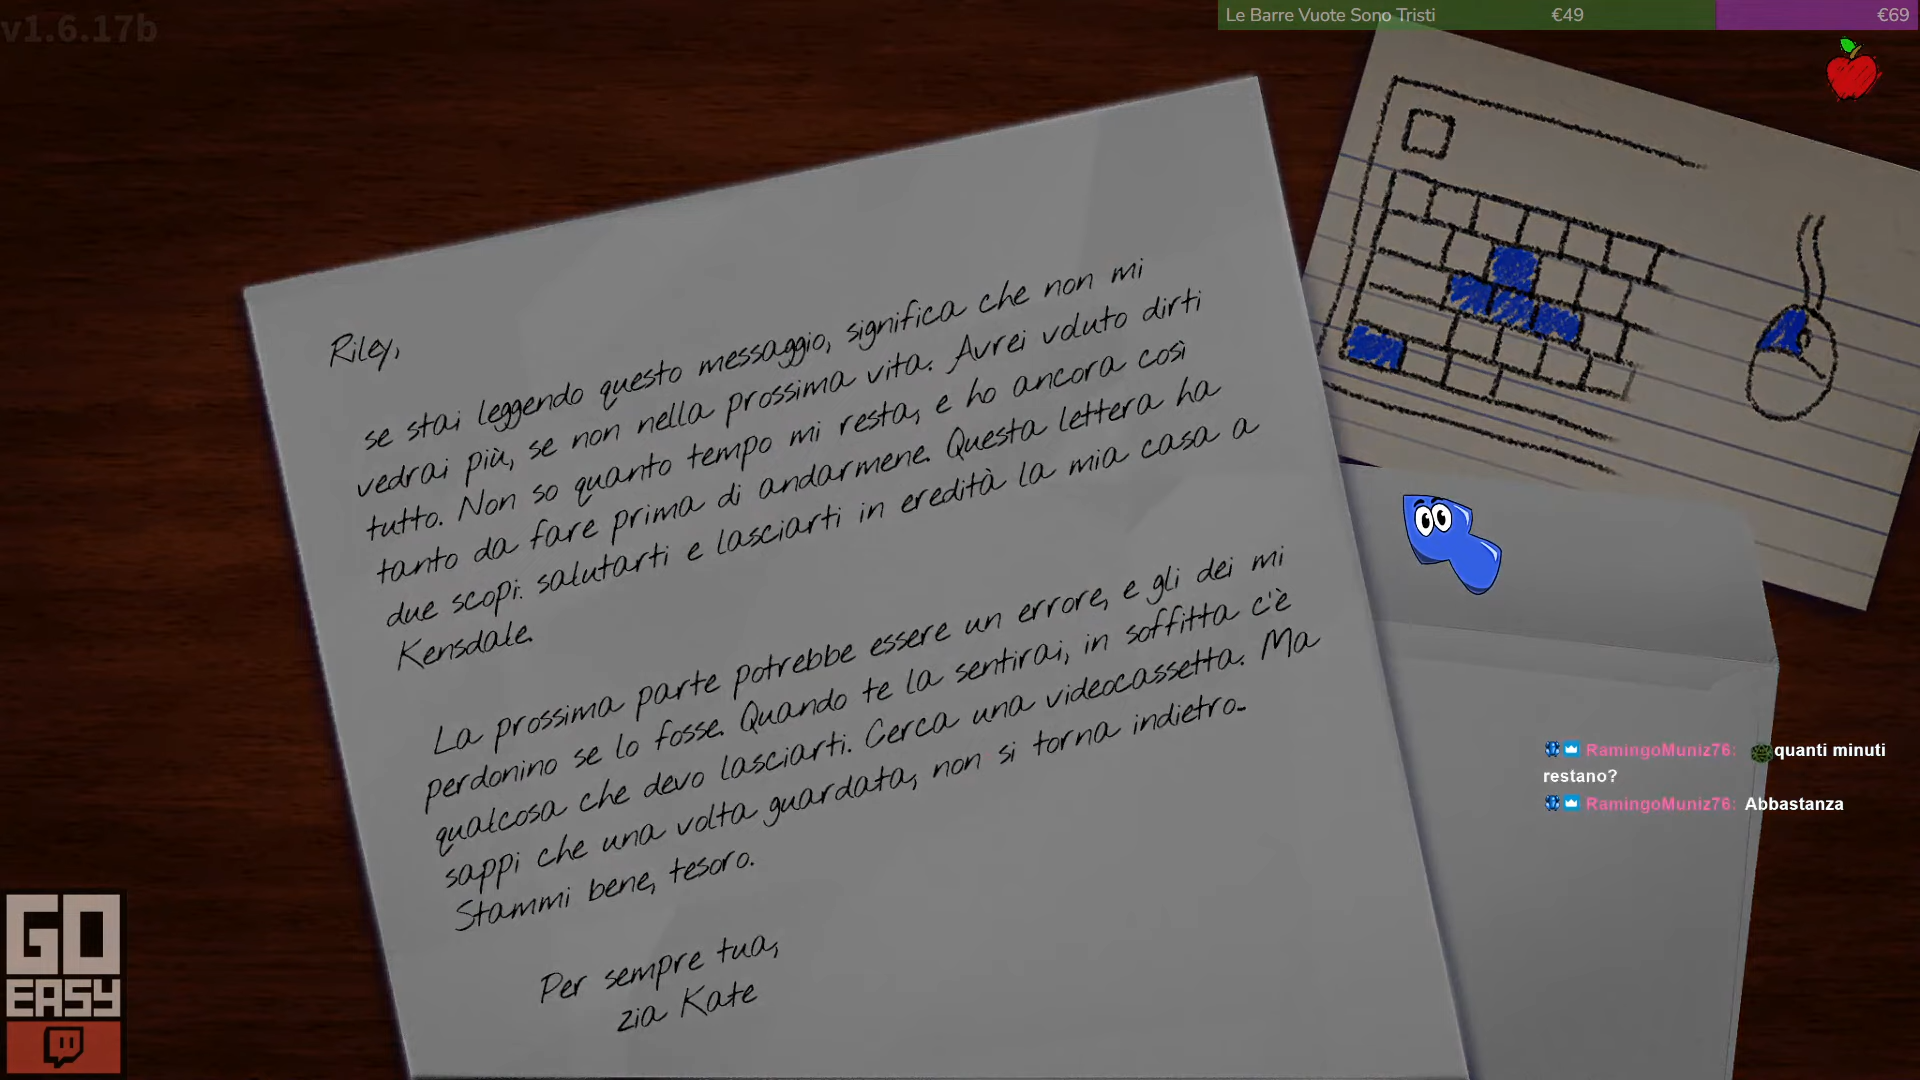 v1.6.17b
Le Barre Vuote Sono Tristi €49 €69
Riley,
se stai leggendo questo messaggio, significa che non mi
vedrai più, se non nella prossima vita. Avrei voluto dirti
tutto. Non so quanto tempo mi resta, e ho ancora così
tanto da fare prima di andarmene. Questa lettera ha
due scopi: salutarti e lasciarti in eredità la mia casa a
Kensdale.
La prossima parte potrebbe essere un errore, e gli dei mi
perdonino se lo fosse. Quando te la sentirai, in soffitta c'è
qualcosa che devo lasciarti. Cerca una videocassetta. Ma
sappi che una volta guardata, non si torna indietro.
Stammi bene, tesoro.
Per sempre tua,
zia Kate
RamingoMuniz76: quanti minuti
restano?
RamingoMuniz76: Abbastanza
GO
EASY